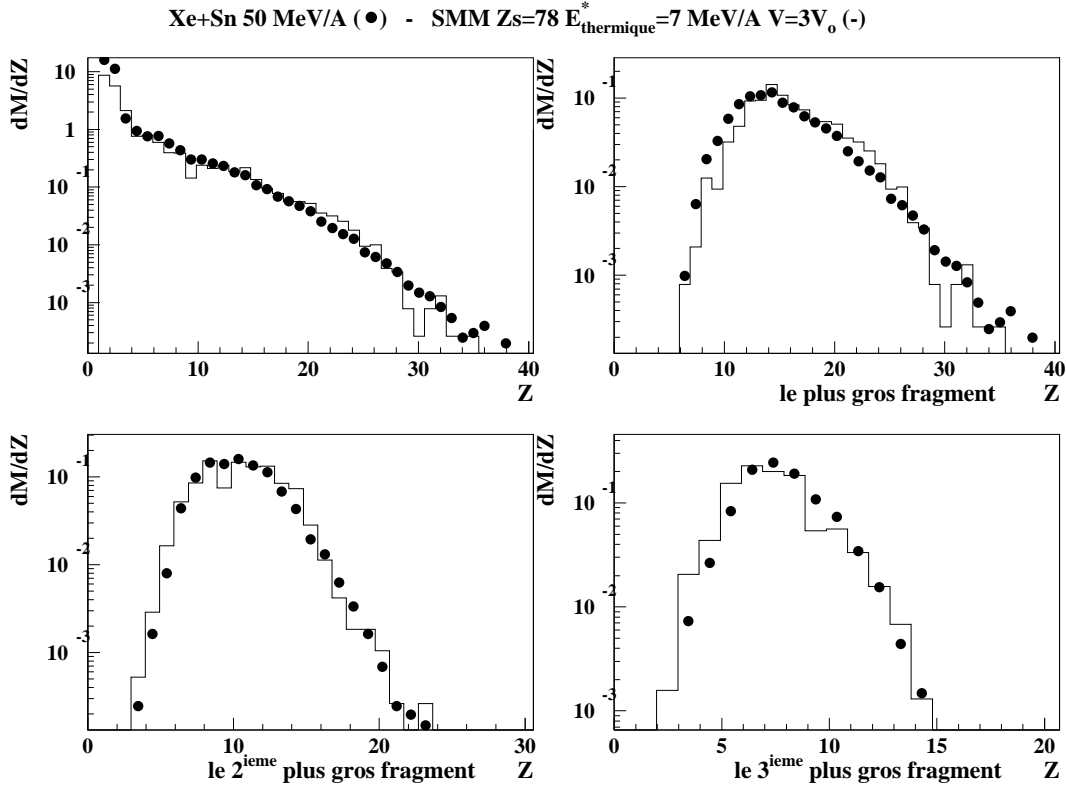 Xe+Sn 50 MeV/A (●) - SMM Zs=78 E*thermique=7 MeV/A V=3Vo (-)
dM/dZ
10
1
10 -1
10 -2
10 -3
0 10 20 30 40
Z
dM/dZ
10 -1
10 -2
10 -3
0 10 20 30 40
le plus gros fragment Z
dM/dZ
10 -1
10 -2
10 -3
0 10 20 30
le 2ieme plus gros fragment Z
dM/dZ
10 -1
10 -2
10 -3
0 5 10 15 20
le 3ieme plus gros fragment Z